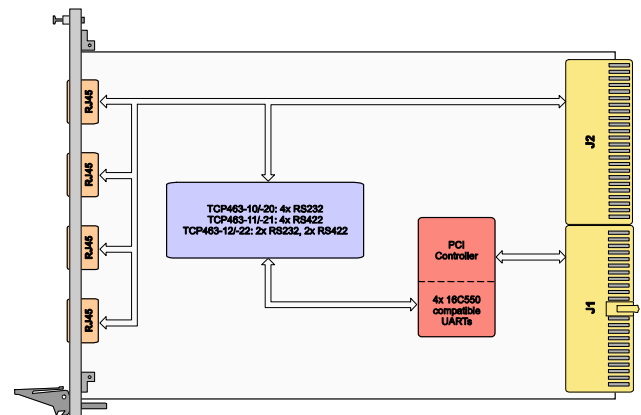 RJ45
RJ45
RJ45
RJ45
TCP463-10/-20: 4x RS232
TCP463-11/-21: 4x RS422
TCP463-12/-22: 2x RS232, 2x RS422
PCI
Controller
4x 16C550
compatible
UARTs
J2
J1